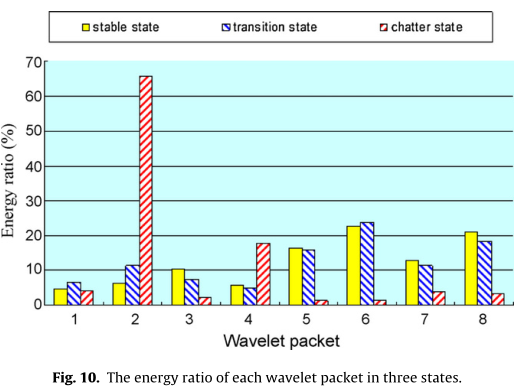 stable state transition state chatter state
70
60
50
40
30
20
10
0
Energy ratio (%)
1 2 3 4 5 6 7 8
Wavelet packet
Fig. 10. The energy ratio of each wavelet packet in three states.